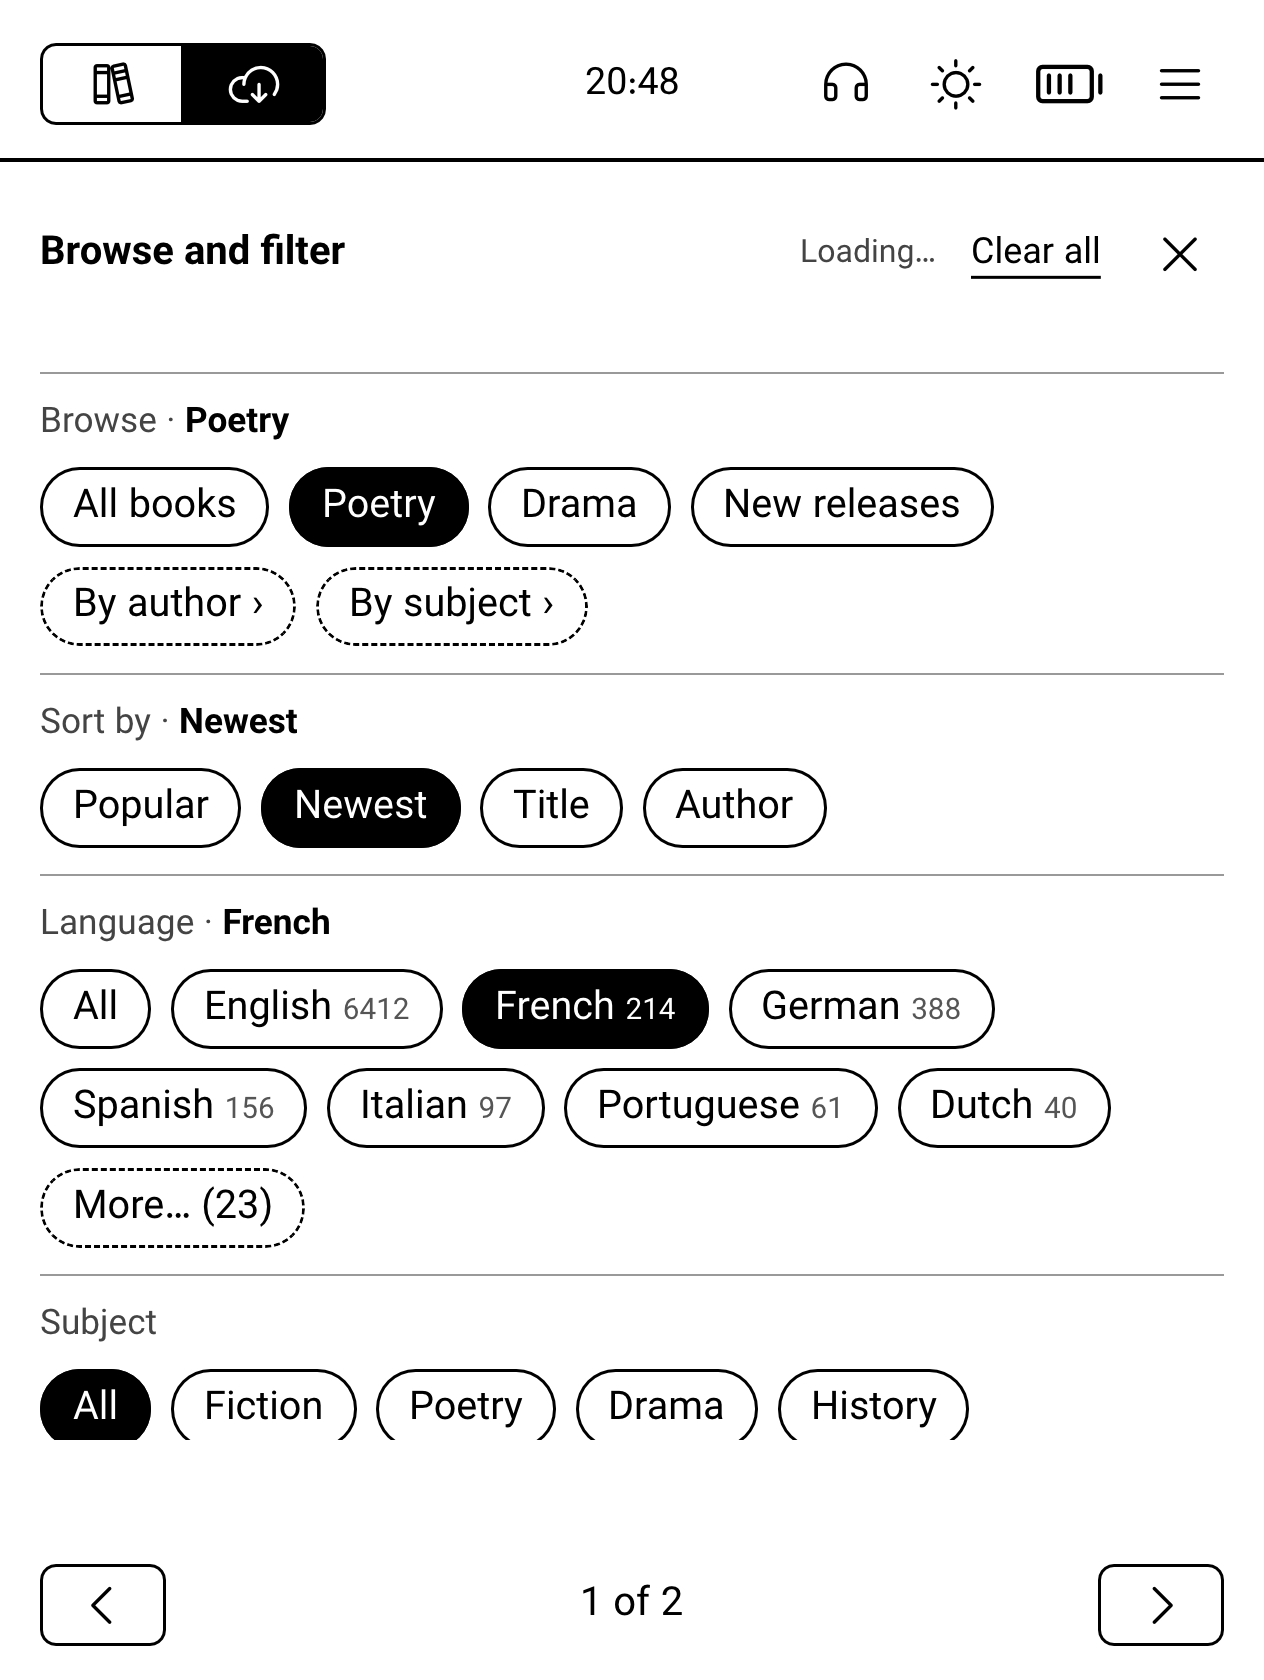 20:48
Browse and filter
Loading… Clear all
Browse · Poetry
All books Poetry Drama New releases
By author › By subject ›
Sort by · Newest
Popular Newest Title Author
Language · French
All English 6412 French 214 German 388
Spanish 156 Italian 97 Portuguese 61 Dutch 40
More… (23)
Subject
All Fiction Poetry Drama History
1 of 2